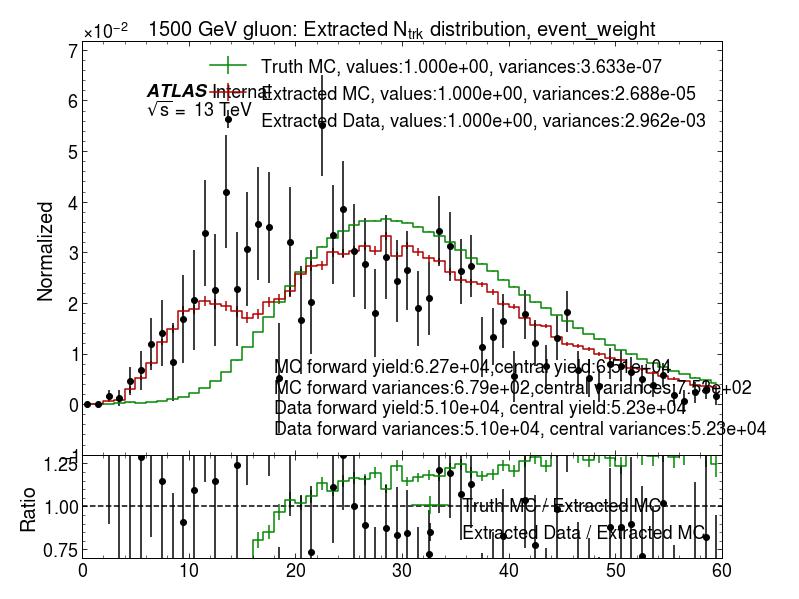 ×10⁻² 1500 GeV gluon: Extracted N_trk distribution, event_weight
Truth MC, values:1.000e+00, variances:3.633e-07
ATLAS Internal
Extracted MC, values:1.000e+00, variances:2.688e-05
√s = 13 TeV
Extracted Data, values:1.000e+00, variances:2.962e-03
Normalized
7
6
5
4
3
2
1
0
MC forward yield:6.27e+04,central yield:
MC forward variances:6.79e+02,central variances:
Data forward yield:5.10e+04, central yield:5.23e+04
Data forward variances:5.10e+04, central variances:5.23e+04
Ratio
1.25
1.00
0.75
Truth MC / Extracted MC
Extracted Data / Extracted MC
0 10 20 30 40 50 60